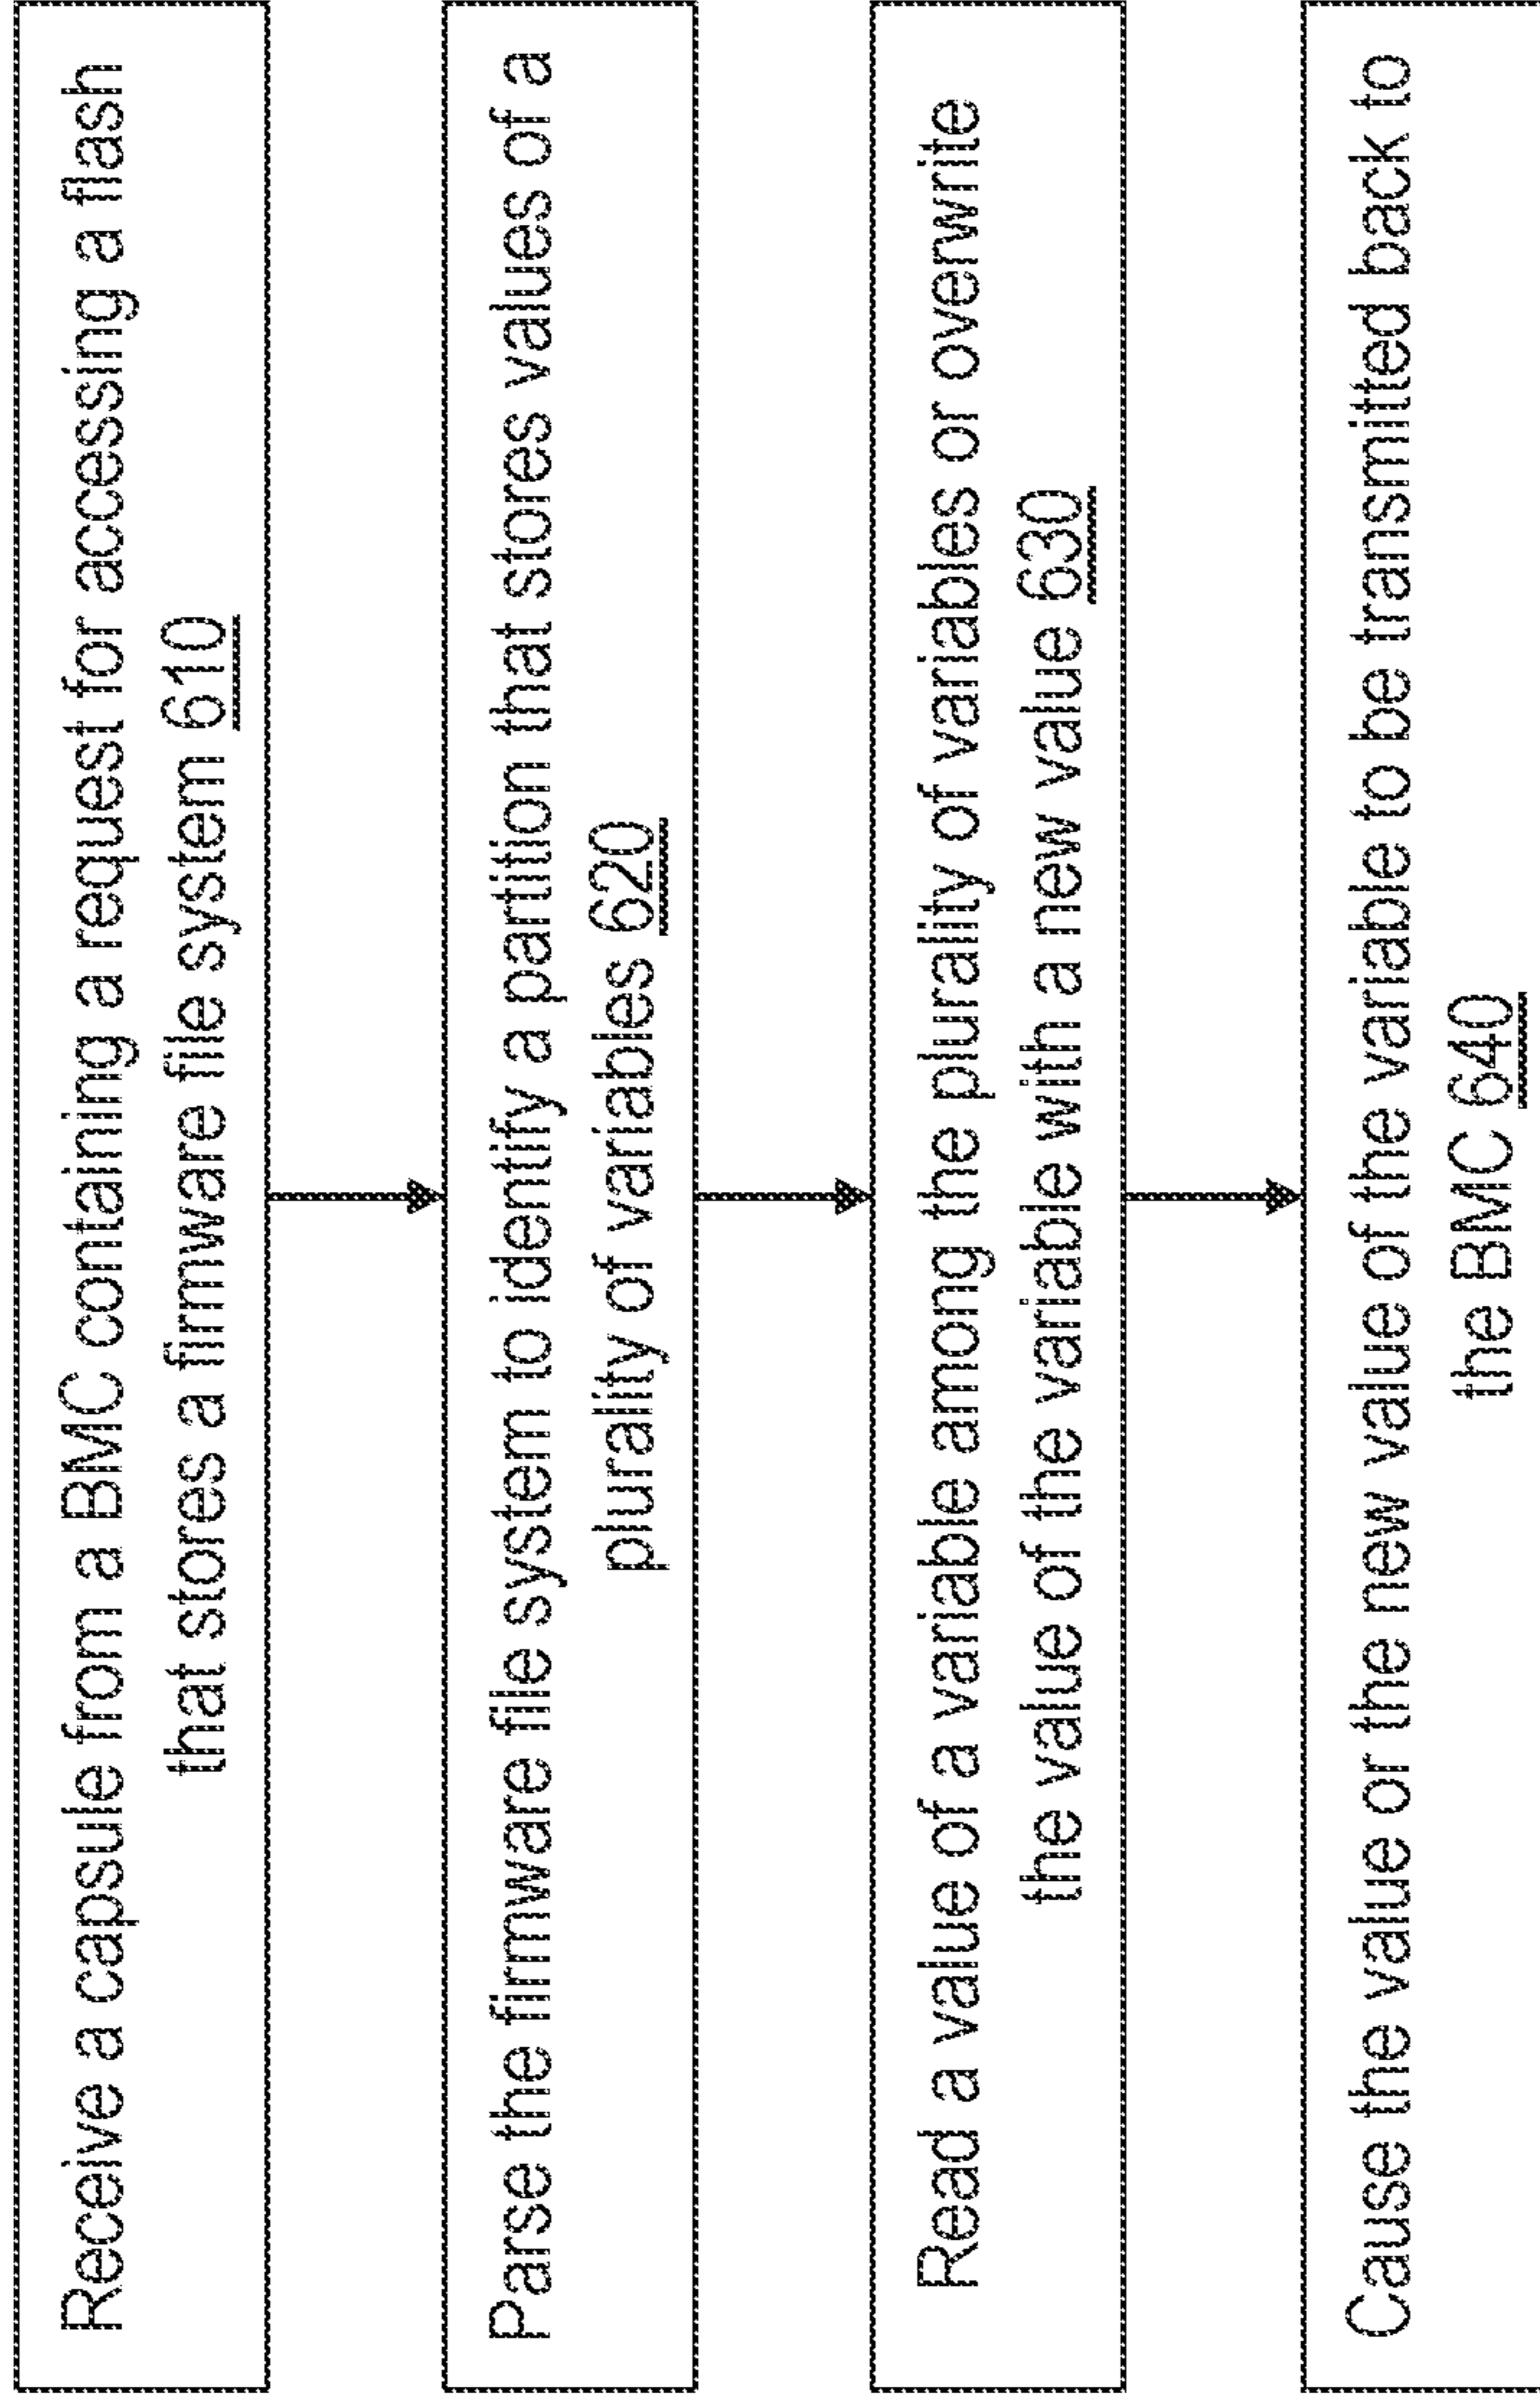 Receive a capsule from a BMC containing a request for accessing a flash
that stores a firmware file system 610
Parse the firmware file system to identify a partition that stores values of a
plurality of variables 620
Read a value of a variable among the plurality of variables or overwrite
the value of the variable with a new value 630
Cause the value or the new value of the variable to be transmitted back to
the BMC 640